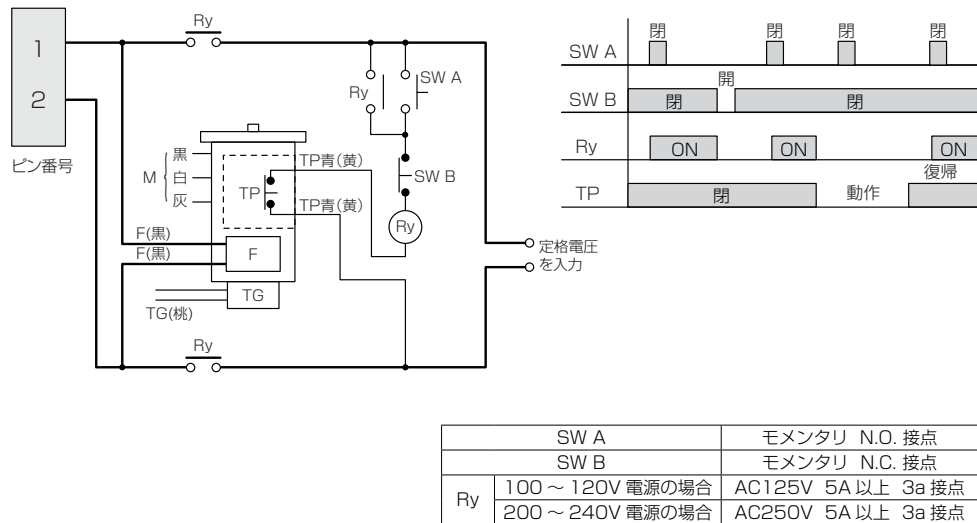 1
2
ピン番号
Ry
Ry
SW A
SW B
Ry
M
黒
白
灰
TP
TP青(黄)
TP青(黄)
F(黒)
F(黒)
F
TG
TG(桃)
Ry
定格電圧
を入力
閉 閉 閉 閉
SW A
開
SW B 閉 閉
Ry ON ON ON
復帰
TP 閉 動作
SW A モメンタリ N.O. 接点
SW B モメンタリ N.C. 接点
Ry 100 ~ 120V 電源の場合 AC125V 5A 以上 3a 接点
200 ~ 240V 電源の場合 AC250V 5A 以上 3a 接点